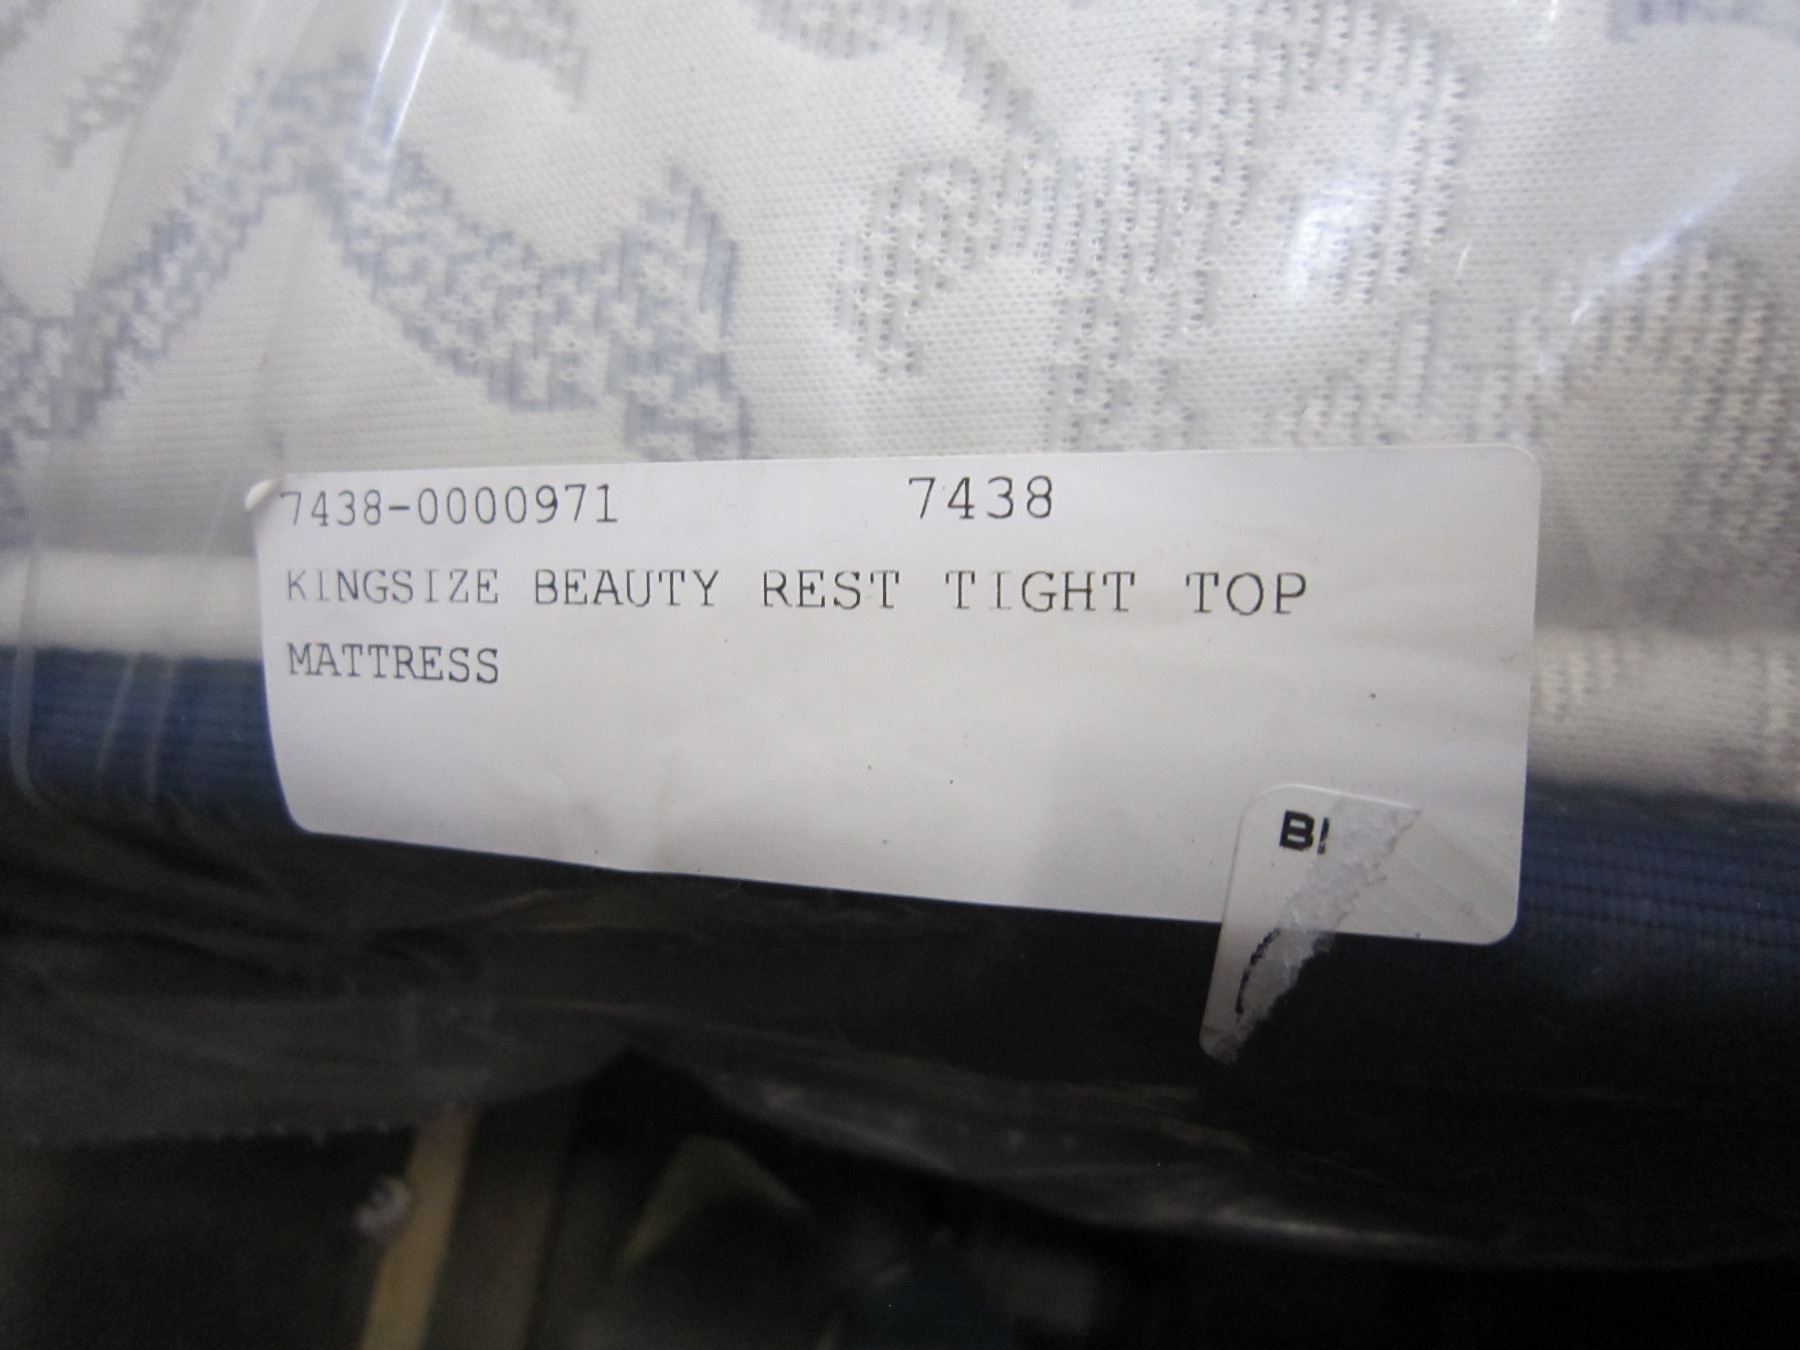 7438-0000971 7438
KINGSIZE BEAUTY REST TIGHT TOP
MATTRESS